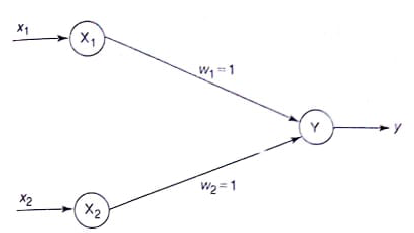 x₁
X₁
w₁ = 1
Y
y
x₂
X₂
w₂ = 1